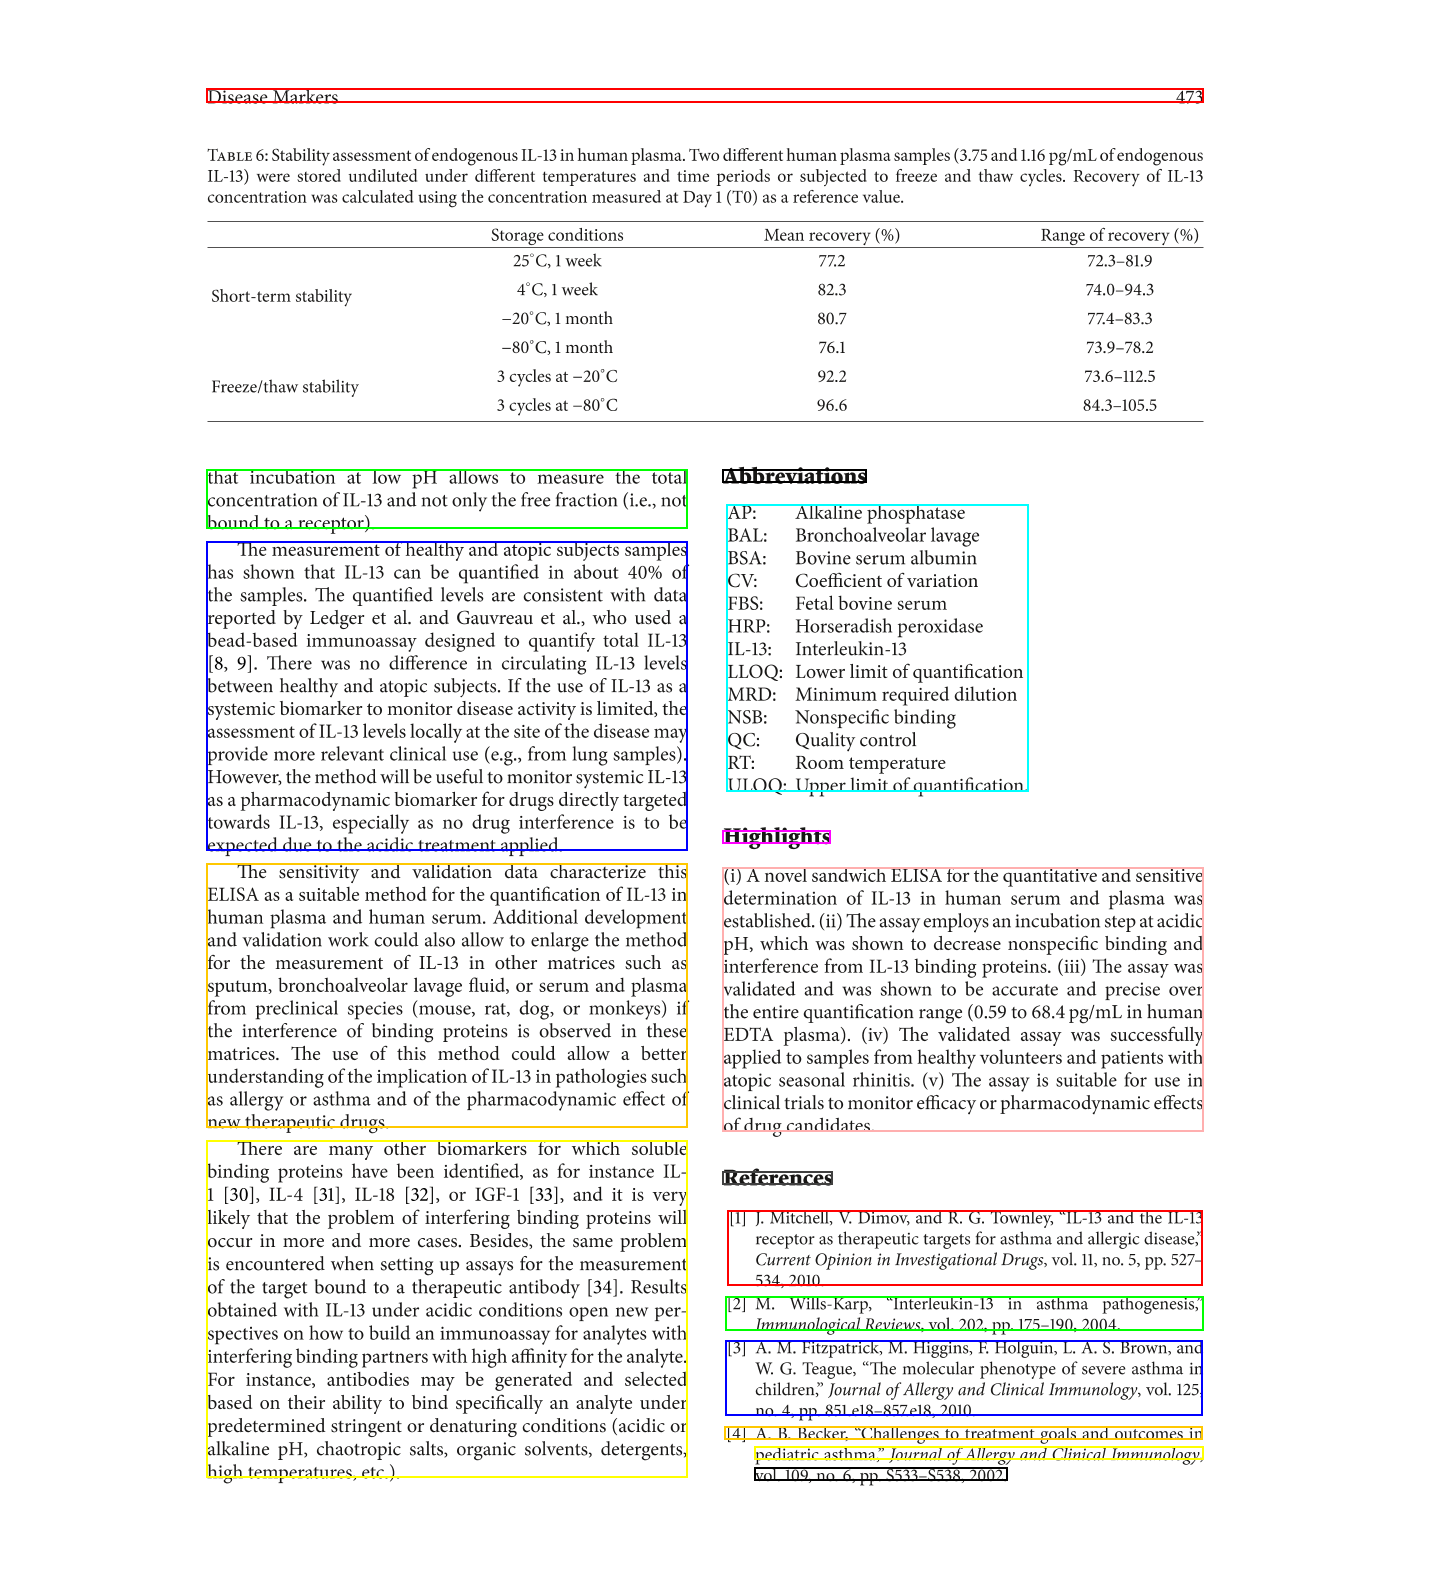 Disease Markers 473
TABLE 6: Stability assessment of endogenous IL-13 in human plasma. Two different human plasma samples (3.75 and 1.16 pg/mL of endogenous
IL-13) were stored undiluted under different temperatures and time periods or subjected to freeze and thaw cycles. Recovery of IL-13
concentration was calculated using the concentration measured at Day 1 (T0) as a reference value.
Storage conditions Mean recovery (%) Range of recovery (%)
Short-term stability
25°C, 1 week 77.2 72.3–81.9
4°C, 1 week 82.3 74.0–94.3
−20°C, 1 month 80.7 77.4–83.3
−80°C, 1 month 76.1 73.9–78.2
Freeze/thaw stability
3 cycles at −20°C 92.2 73.6–112.5
3 cycles at −80°C 96.6 84.3–105.5
that incubation at low pH allows to measure the total
concentration of IL-13 and not only the free fraction (i.e., not
bound to a receptor).
The measurement of healthy and atopic subjects samples
has shown that IL-13 can be quantified in about 40% of
the samples. The quantified levels are consistent with data
reported by Ledger et al. and Gauvreau et al., who used a
bead-based immunoassay designed to quantify total IL-13
[8, 9]. There was no difference in circulating IL-13 levels
between healthy and atopic subjects. If the use of IL-13 as a
systemic biomarker to monitor disease activity is limited, the
assessment of IL-13 levels locally at the site of the disease may
provide more relevant clinical use (e.g., from lung samples).
However, the method will be useful to monitor systemic IL-13
as a pharmacodynamic biomarker for drugs directly targeted
towards IL-13, especially as no drug interference is to be
expected due to the acidic treatment applied.
The sensitivity and validation data characterize this
ELISA as a suitable method for the quantification of IL-13 in
human plasma and human serum. Additional development
and validation work could also allow to enlarge the method
for the measurement of IL-13 in other matrices such as
sputum, bronchoalveolar lavage fluid, or serum and plasma
from preclinical species (mouse, rat, dog, or monkeys) if
the interference of binding proteins is observed in these
matrices. The use of this method could allow a better
understanding of the implication of IL-13 in pathologies such
as allergy or asthma and of the pharmacodynamic effect of
new therapeutic drugs.
There are many other biomarkers for which soluble
binding proteins have been identified, as for instance IL-
1 [30], IL-4 [31], IL-18 [32], or IGF-1 [33], and it is very
likely that the problem of interfering binding proteins will
occur in more and more cases. Besides, the same problem
is encountered when setting up assays for the measurement
of the target bound to a therapeutic antibody [34]. Results
obtained with IL-13 under acidic conditions open new per-
spectives on how to build an immunoassay for analytes with
interfering binding partners with high affinity for the analyte.
For instance, antibodies may be generated and selected
based on their ability to bind specifically an analyte under
predetermined stringent or denaturing conditions (acidic or
alkaline pH, chaotropic salts, organic solvents, detergents,
high temperatures, etc.).
Abbreviations
AP: Alkaline phosphatase
BAL: Bronchoalveolar lavage
BSA: Bovine serum albumin
CV: Coefficient of variation
FBS: Fetal bovine serum
HRP: Horseradish peroxidase
IL-13: Interleukin-13
LLOQ: Lower limit of quantification
MRD: Minimum required dilution
NSB: Nonspecific binding
QC: Quality control
RT: Room temperature
ULOQ: Upper limit of quantification.
Highlights
(i) A novel sandwich ELISA for the quantitative and sensitive
determination of IL-13 in human serum and plasma was
established. (ii) The assay employs an incubation step at acidic
pH, which was shown to decrease nonspecific binding and
interference from IL-13 binding proteins. (iii) The assay was
validated and was shown to be accurate and precise over
the entire quantification range (0.59 to 68.4 pg/mL in human
EDTA plasma). (iv) The validated assay was successfully
applied to samples from healthy volunteers and patients with
atopic seasonal rhinitis. (v) The assay is suitable for use in
clinical trials to monitor efficacy or pharmacodynamic effects
of drug candidates.
References
[1] J. Mitchell, V. Dimov, and R. G. Townley, “IL-13 and the IL-13
receptor as therapeutic targets for asthma and allergic disease,”
Current Opinion in Investigational Drugs, vol. 11, no. 5, pp. 527–
534, 2010.
[2] M. Wills-Karp, “Interleukin-13 in asthma pathogenesis,”
Immunological Reviews, vol. 202, pp. 175–190, 2004.
[3] A. M. Fitzpatrick, M. Higgins, F. Holguin, L. A. S. Brown, and
W. G. Teague, “The molecular phenotype of severe asthma in
children,” Journal of Allergy and Clinical Immunology, vol. 125,
no. 4, pp. 851.e18–857.e18, 2010.
[4] A. B. Becker, “Challenges to treatment goals and outcomes in
pediatric asthma,” Journal of Allergy and Clinical Immunology,
vol. 109, no. 6, pp. S533–S538, 2002.